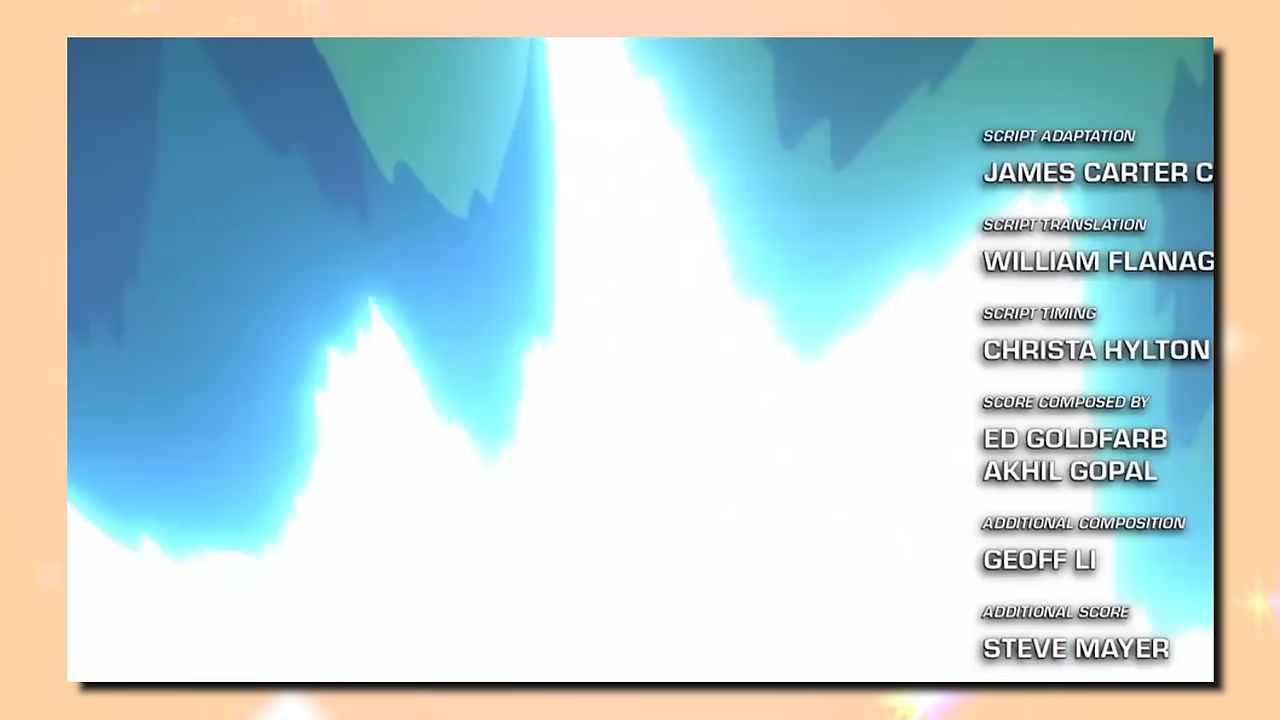 SCRIPT ADAPTATION
JAMES CARTER C
SCRIPT TRANSLATION
WILLIAM FLANAG
SCRIPT TIMING
CHRISTA HYLTON
SCORE COMPOSED BY
ED GOLDFARB
AKHIL GOPAL
ADDITIONAL COMPOSITION
GEOFF LI
ADDITIONAL SCORE
STEVE MAYER